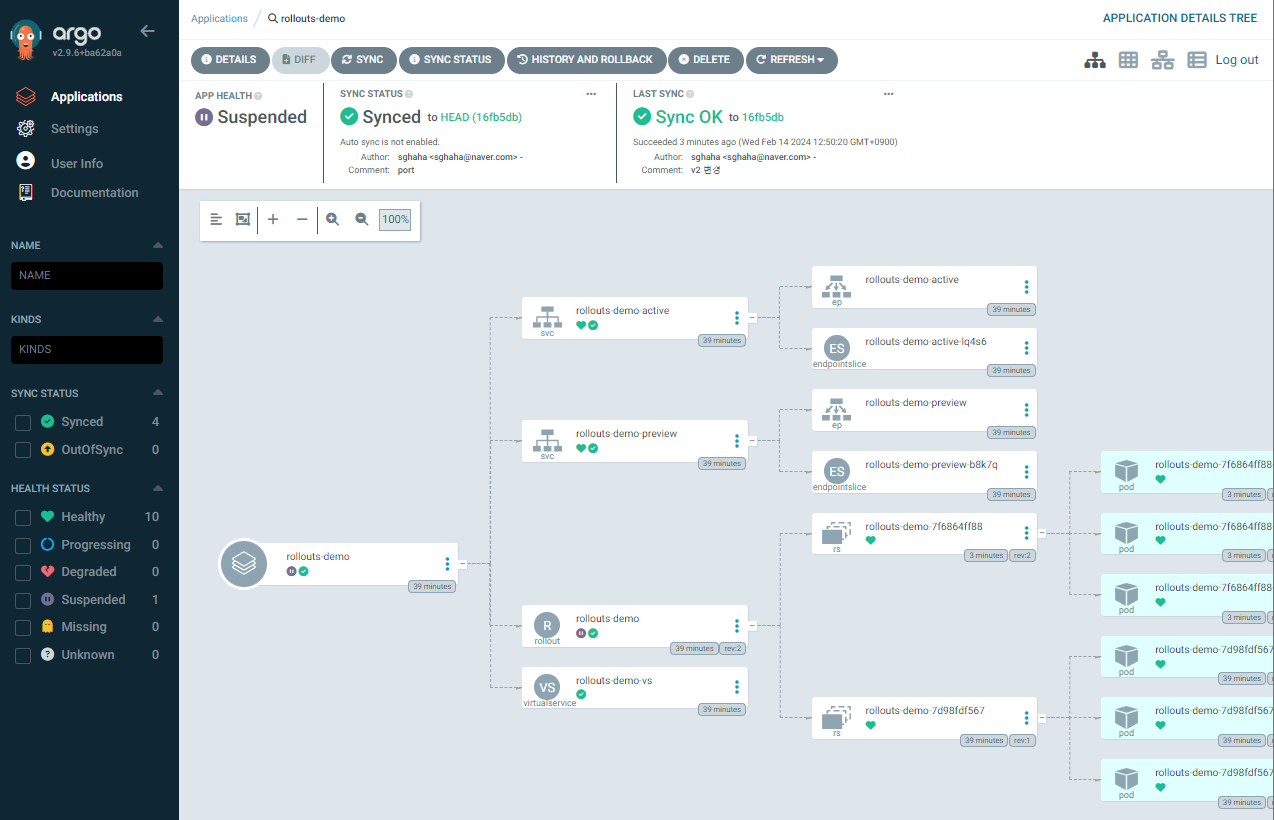 argo
v2.9.6+ba62a0a
Applications
Settings
User Info
Documentation
NAME
NAME
KINDS
KINDS
SYNC STATUS
Synced 4
OutOfSync 0
HEALTH STATUS
Healthy 10
Progressing 0
Degraded 0
Suspended 1
Missing 0
Unknown 0
Applications / rollouts-demo
APPLICATION DETAILS TREE
DETAILS DIFF SYNC SYNC STATUS HISTORY AND ROLLBACK DELETE REFRESH
Log out
APP HEALTH
Suspended
SYNC STATUS
Synced to HEAD (16fb5db)
Auto sync is not enabled.
Author: sghaha <sghaha@naver.com> -
Comment: port
LAST SYNC
Sync OK to 16fb5db
Succeeded 3 minutes ago (Wed Feb 14 2024 12:50:20 GMT+0900)
Author: sghaha <sghaha@naver.com> -
Comment: v2 변경
100%
rollouts-demo
39 minutes
svc
rollouts-demo-active
39 minutes
svc
rollouts-demo-preview
39 minutes
R
rollout
rollouts-demo
39 minutes rev:2
VS
virtualservice
rollouts-demo-vs
39 minutes
ep
rollouts-demo-active
39 minutes
ES
endpointslice
rollouts-demo-active-lq4s6
39 minutes
ep
rollouts-demo-preview
39 minutes
ES
endpointslice
rollouts-demo-preview-b8k7q
39 minutes
rs
rollouts-demo-7f6864ff88
3 minutes rev:2
rs
rollouts-demo-7d98fdf567
39 minutes rev:1
pod
rollouts-demo-7f6864ff88
3 minutes
pod
rollouts-demo-7f6864ff88
3 minutes
pod
rollouts-demo-7f6864ff88
3 minutes
pod
rollouts-demo-7d98fdf567
39 minutes
pod
rollouts-demo-7d98fdf567
39 minutes
pod
rollouts-demo-7d98fdf567
39 minutes